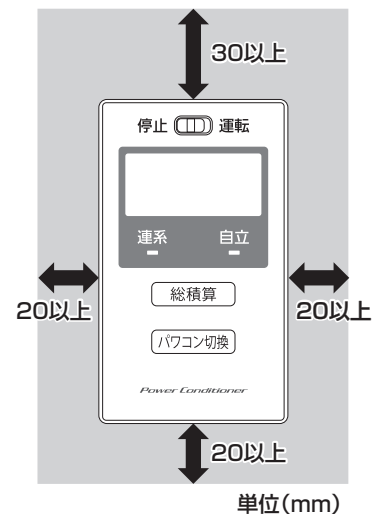 30以上
停止 運転
連系 自立
20以上 20以上
総積算
パワコン切換
Power Conditioner
20以上
単位(mm)